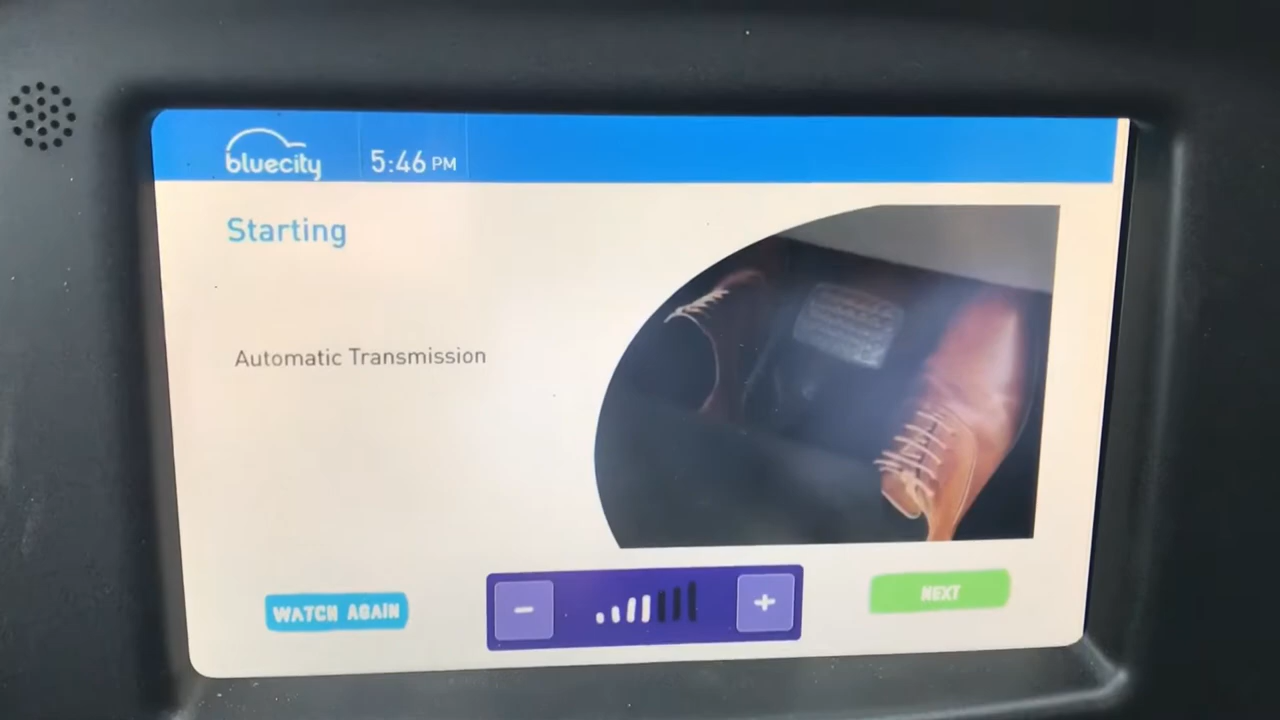 bluecity
5:46 PM
Starting
Automatic Transmission
WATCH AGAIN
-
+
NEXT